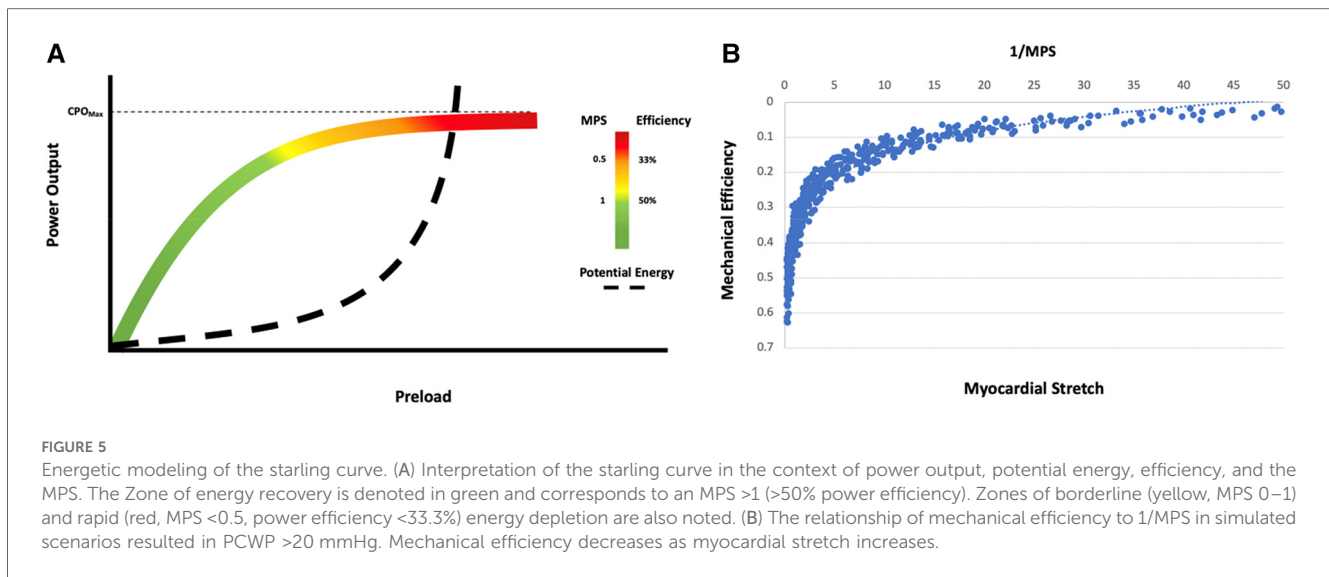 A
CPOMax
Power Output
Preload
MPS Efficiency
0.5 33%
1 50%
Potential Energy
B
1/MPS
0 5 10 15 20 25 30 35 40 45 50
0
0.1
0.2
0.3
0.4
0.5
0.6
0.7
Mechanical Efficiency
Myocardial Stretch
FIGURE 5
Energetic modeling of the starling curve. (A) Interpretation of the starling curve in the context of power output, potential energy, efficiency, and the
MPS. The Zone of energy recovery is denoted in green and corresponds to an MPS >1 (>50% power efficiency). Zones of borderline (yellow, MPS 0–1)
and rapid (red, MPS <0.5, power efficiency <33.3%) energy depletion are also noted. (B) The relationship of mechanical efficiency to 1/MPS in simulated
scenarios resulted in PCWP >20 mmHg. Mechanical efficiency decreases as myocardial stretch increases.